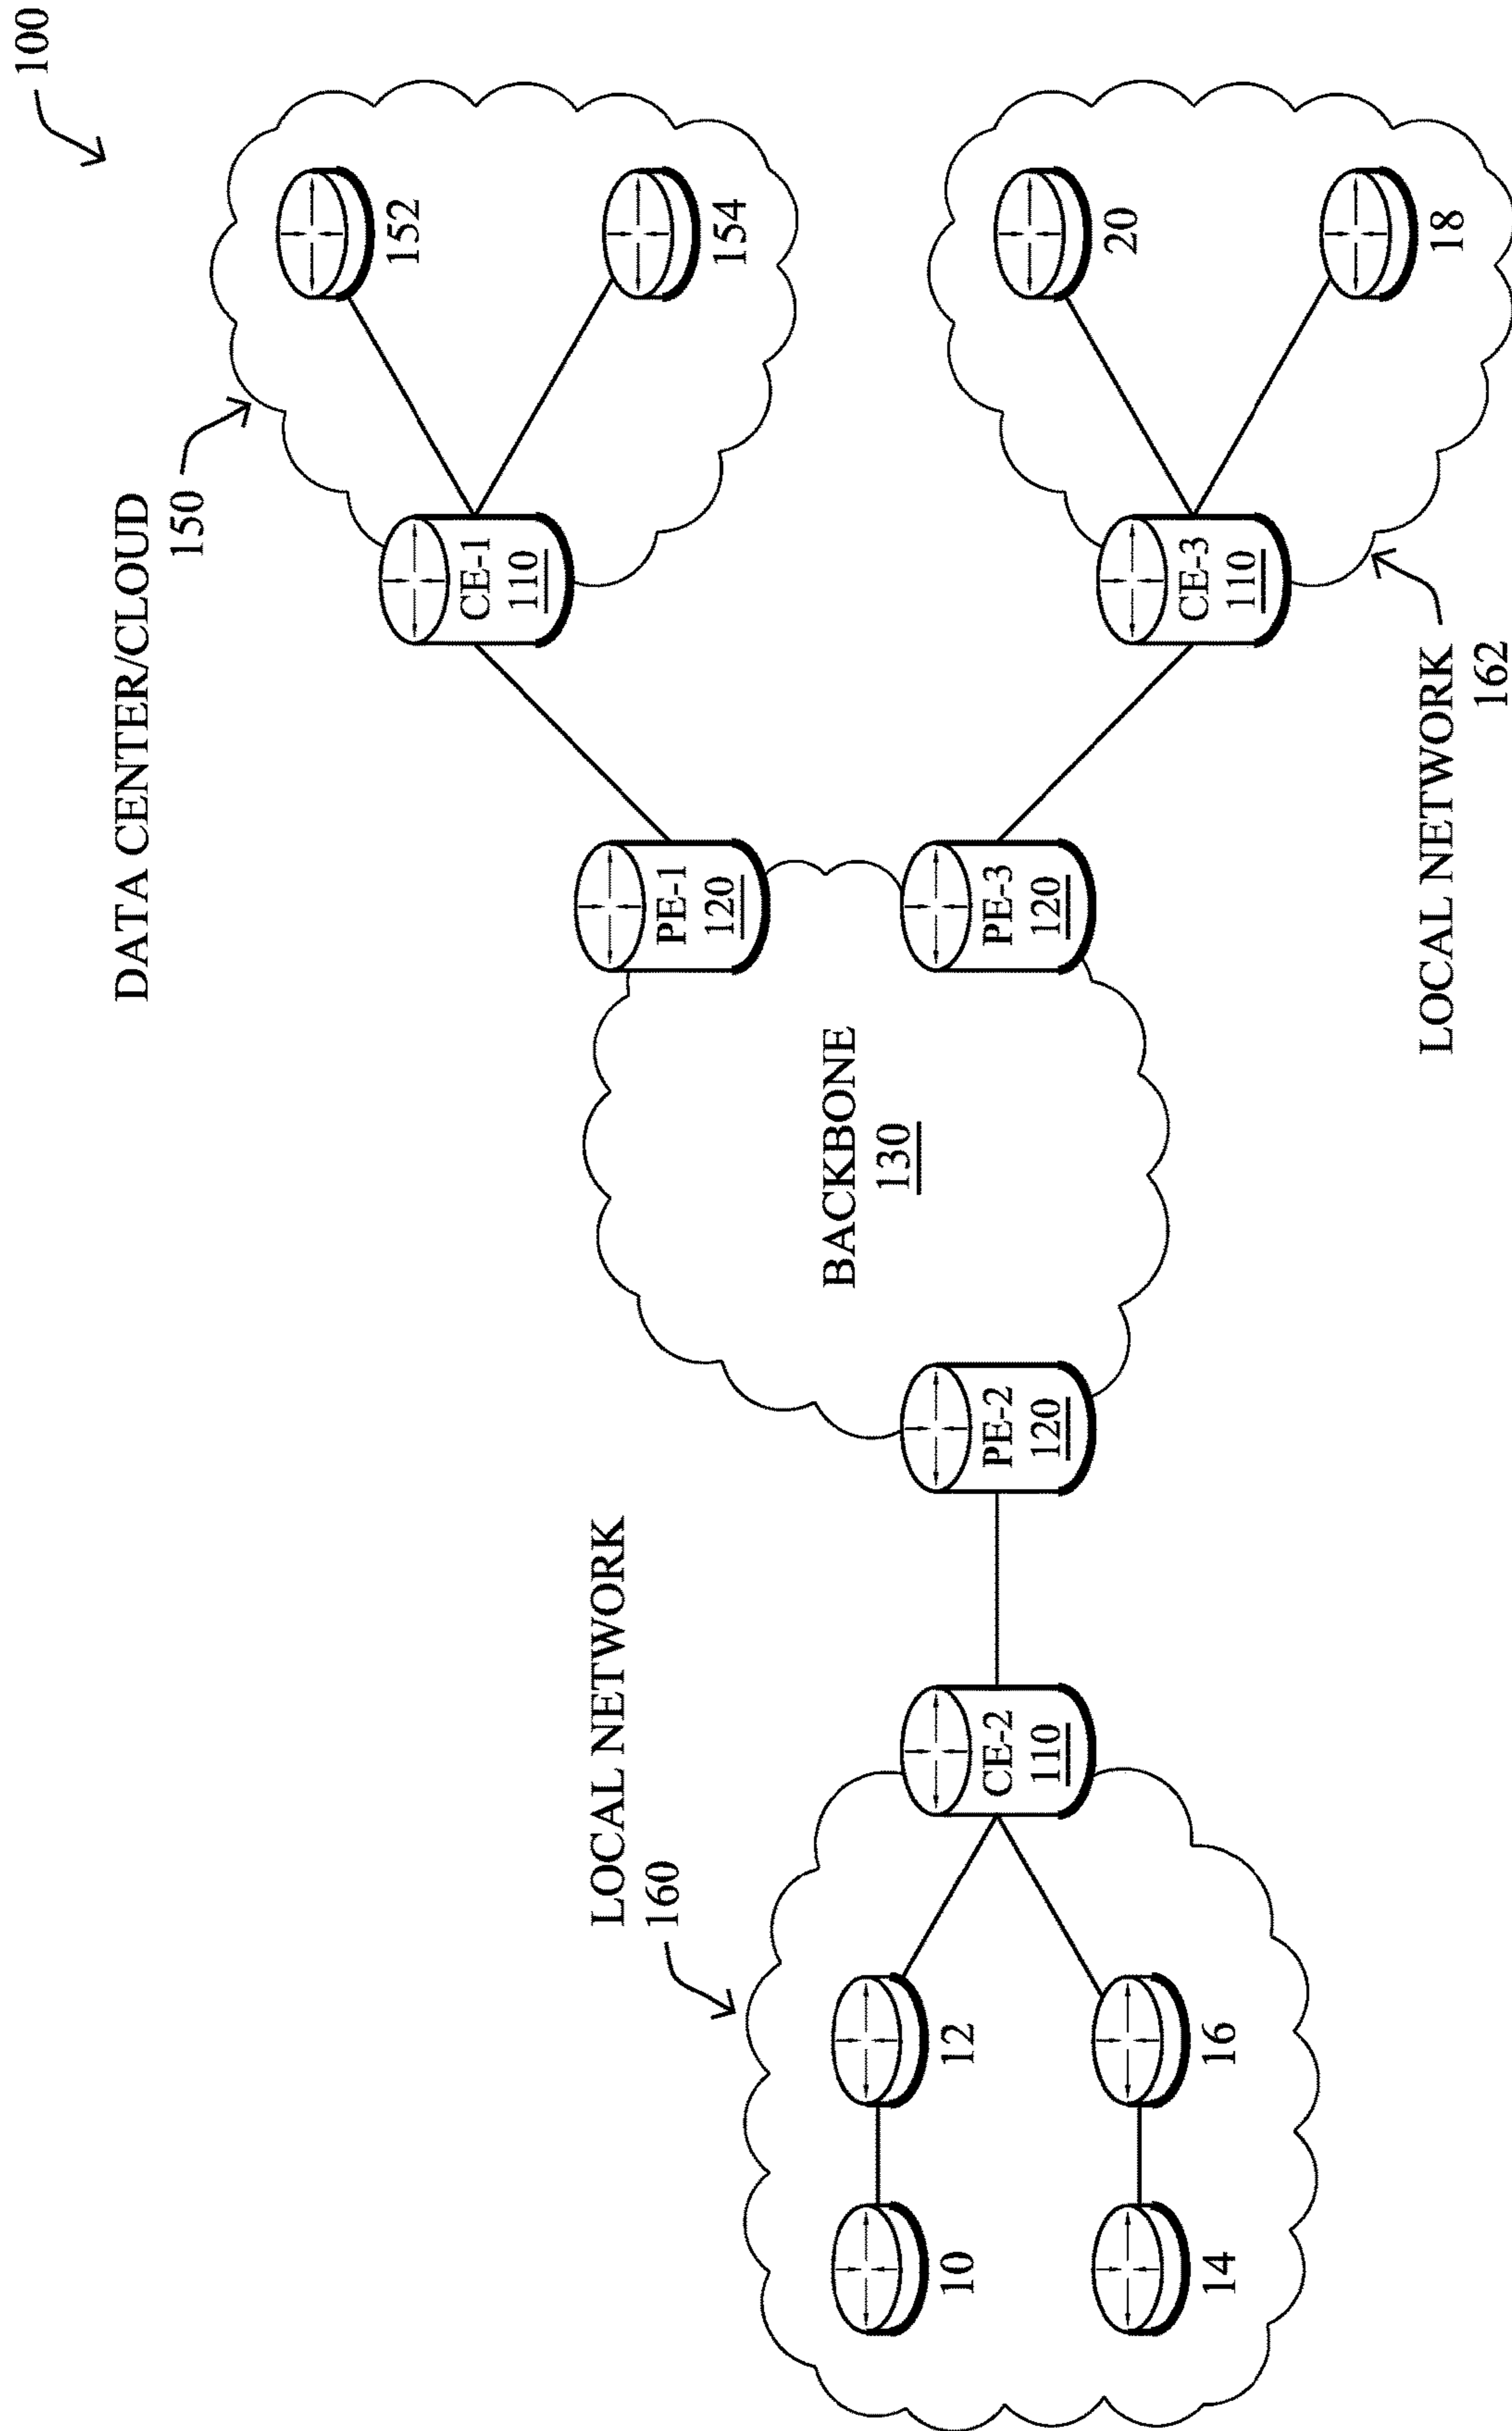 100
DATA CENTER/CLOUD
150
152
154
CE-1
110
PE-1
120
LOCAL NETWORK
160
BACKBONE
130
10
12
CE-2
110
PE-2
120
PE-3
120
CE-3
110
20
14
16
18
LOCAL NETWORK
162